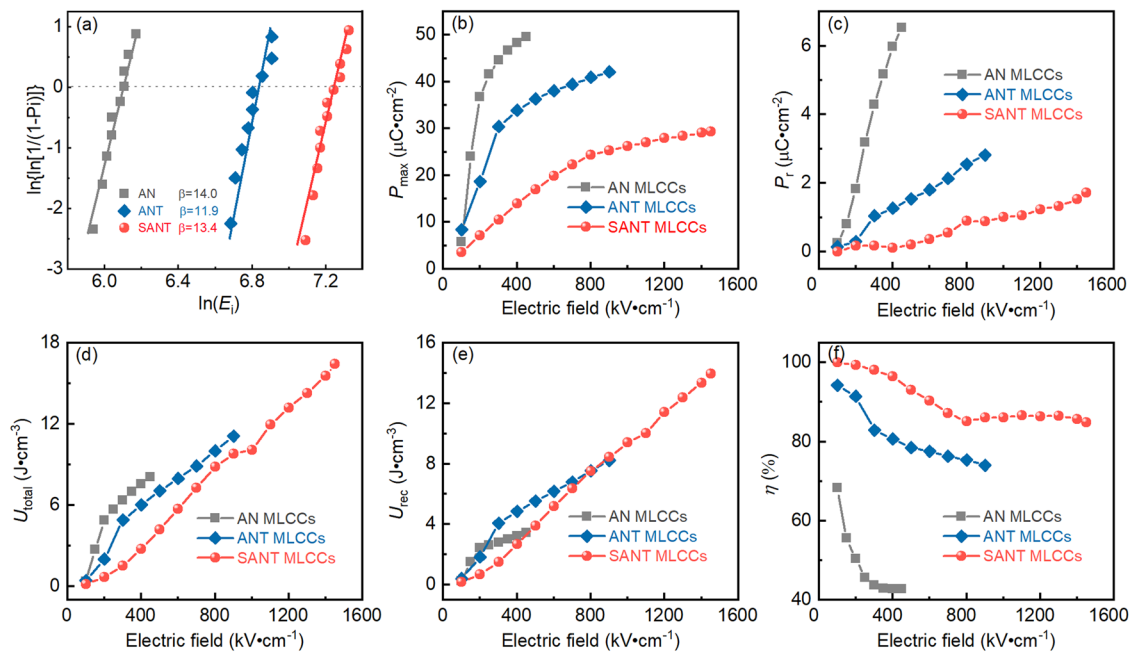 (a)
ln{ln[1/(1-Pi)]}
1
0
-1
-2
-3
AN β=14.0
ANT β=11.9
SANT β=13.4
6.0 6.4 6.8 7.2
ln(Ei)
(b)
Pmax (μC•cm-2)
50
40
30
20
10
0
AN MLCCs
ANT MLCCs
SANT MLCCs
0 400 800 1200 1600
Electric field (kV•cm-1)
(c)
Pr (μC•cm-2)
6
4
2
0
AN MLCCs
ANT MLCCs
SANT MLCCs
0 400 800 1200 1600
Electric field (kV•cm-1)
(d)
Utotal (J•cm-3)
18
12
6
0
AN MLCCs
ANT MLCCs
SANT MLCCs
0 400 800 1200 1600
Electric field (kV•cm-1)
(e)
Urec (J•cm-3)
16
12
8
4
0
AN MLCCs
ANT MLCCs
SANT MLCCs
0 400 800 1200 1600
Electric field (kV•cm-1)
(f)
η (%)
100
80
60
40
AN MLCCs
ANT MLCCs
SANT MLCCs
0 400 800 1200 1600
Electric field (kV•cm-1)